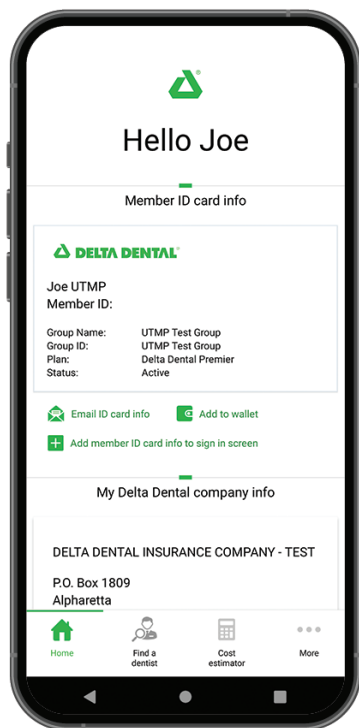 Hello Joe
Member ID card info
DELTA DENTAL®
Joe UTMP
Member ID:
Group Name: UTMP Test Group
Group ID: UTMP Test Group
Plan: Delta Dental Premier
Status: Active
Email ID card info Add to wallet
Add member ID card info to sign in screen
My Delta Dental company info
DELTA DENTAL INSURANCE COMPANY - TEST
P.O. Box 1809
Alpharetta
Home Find a dentist Cost estimator More